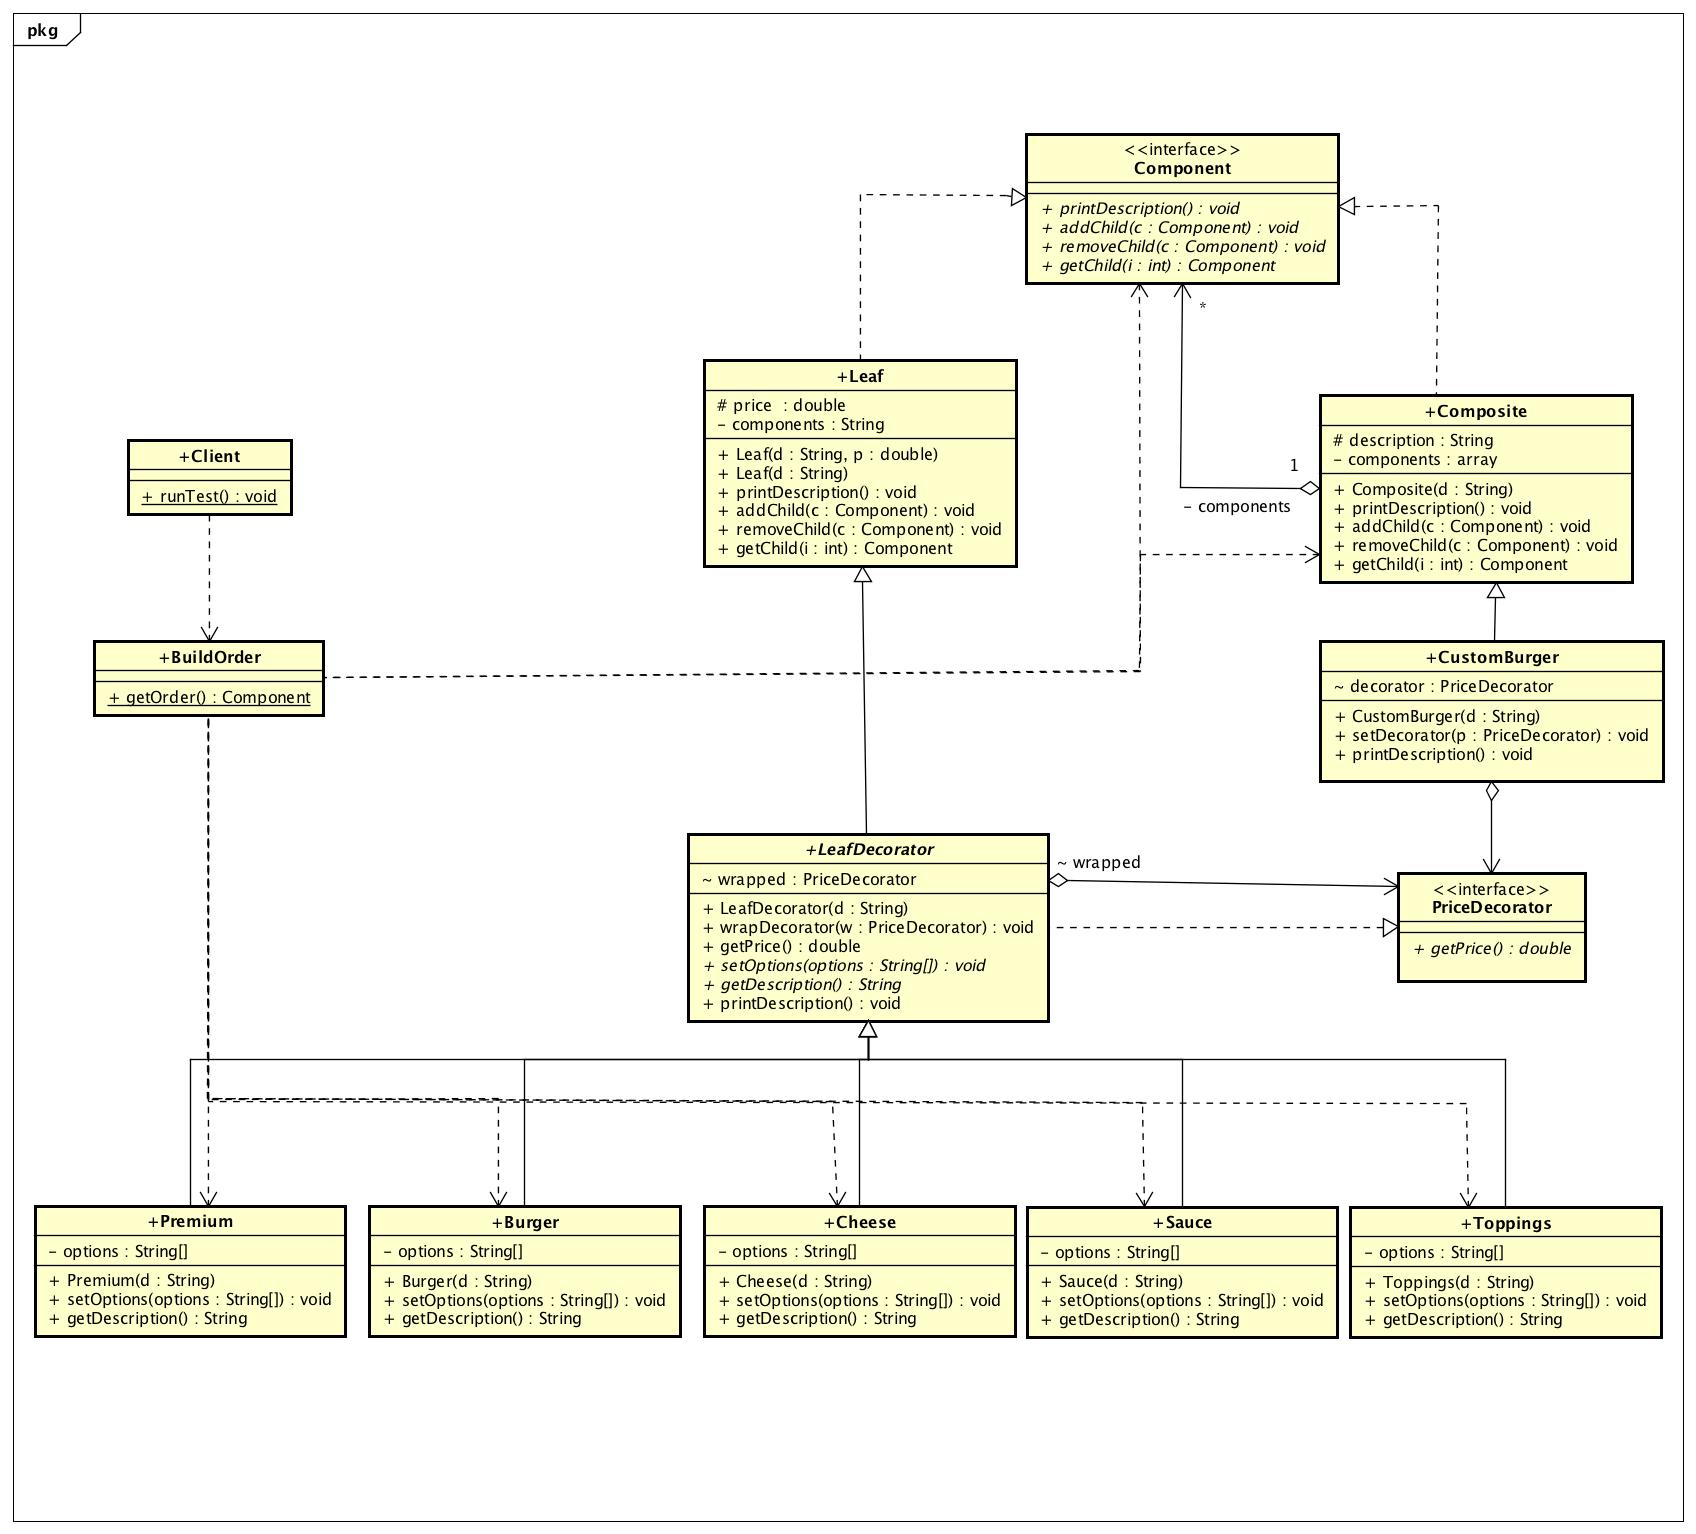 pkg
<<interface>>
Component
+ printDescription() : void
+ addChild(c : Component) : void
+ removeChild(c : Component) : void
+ getChild(i : int) : Component
*
+Leaf
# price  : double
- components : String
+ Leaf(d : String, p : double)
+ Leaf(d : String)
+ printDescription() : void
+ addChild(c : Component) : void
+ removeChild(c : Component) : void
+ getChild(i : int) : Component
+Composite
# description : String
- components : array
+ Composite(d : String)
+ printDescription() : void
+ addChild(c : Component) : void
+ removeChild(c : Component) : void
+ getChild(i : int) : Component
1
- components
+Client
+ runTest() : void
+BuildOrder
+ getOrder() : Component
+CustomBurger
~ decorator : PriceDecorator
+ CustomBurger(d : String)
+ setDecorator(p : PriceDecorator) : void
+ printDescription() : void
+LeafDecorator
~ wrapped : PriceDecorator
+ LeafDecorator(d : String)
+ wrapDecorator(w : PriceDecorator) : void
+ getPrice() : double
+ setOptions(options : String[]) : void
+ getDescription() : String
+ printDescription() : void
~ wrapped
<<interface>>
PriceDecorator
+ getPrice() : double
+Premium
- options : String[]
+ Premium(d : String)
+ setOptions(options : String[]) : void
+ getDescription() : String
+Burger
- options : String[]
+ Burger(d : String)
+ setOptions(options : String[]) : void
+ getDescription() : String
+Cheese
- options : String[]
+ Cheese(d : String)
+ setOptions(options : String[]) : void
+ getDescription() : String
+Sauce
- options : String[]
+ Sauce(d : String)
+ setOptions(options : String[]) : void
+ getDescription() : String
+Toppings
- options : String[]
+ Toppings(d : String)
+ setOptions(options : String[]) : void
+ getDescription() : String